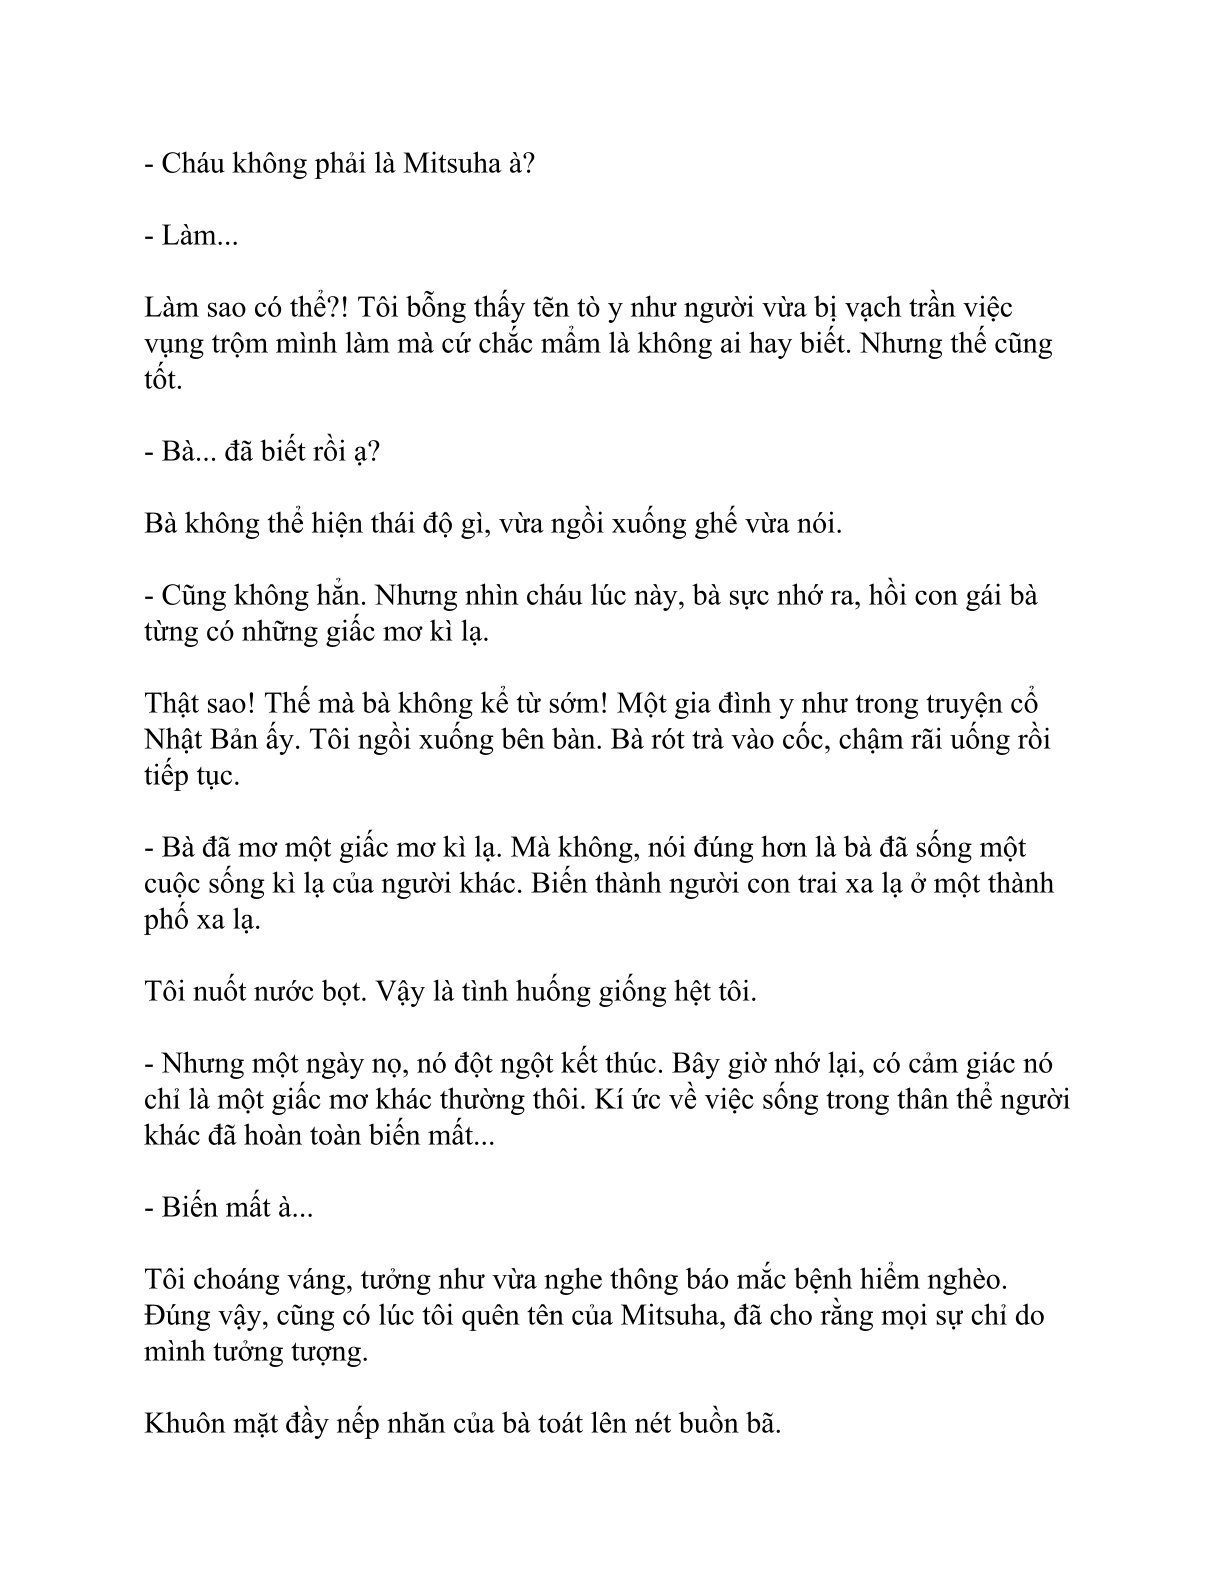 - Cháu không phải là Mitsuha à?
- Làm...
Làm sao có thể?! Tôi bỗng thấy tẽn tò y như người vừa bị vạch trần việc
vụng trộm mình làm mà cứ chắc mẩm là không ai hay biết. Nhưng thế cũng
tốt.
- Bà... đã biết rồi ạ?
Bà không thể hiện thái độ gì, vừa ngồi xuống ghế vừa nói.
- Cũng không hẳn. Nhưng nhìn cháu lúc này, bà sực nhớ ra, hồi con gái bà
từng có những giấc mơ kì lạ.
Thật sao! Thế mà bà không kể từ sớm! Một gia đình y như trong truyện cổ
Nhật Bản ấy. Tôi ngồi xuống bên bàn. Bà rót trà vào cốc, chậm rãi uống rồi
tiếp tục.
- Bà đã mơ một giấc mơ kì lạ. Mà không, nói đúng hơn là bà đã sống một
cuộc sống kì lạ của người khác. Biến thành người con trai xa lạ ở một thành
phố xa lạ.
Tôi nuốt nước bọt. Vậy là tình huống giống hệt tôi.
- Nhưng một ngày nọ, nó đột ngột kết thúc. Bây giờ nhớ lại, có cảm giác nó
chỉ là một giấc mơ khác thường thôi. Kí ức về việc sống trong thân thể người
khác đã hoàn toàn biến mất...
- Biến mất à...
Tôi choáng váng, tưởng như vừa nghe thông báo mắc bệnh hiểm nghèo.
Đúng vậy, cũng có lúc tôi quên tên của Mitsuha, đã cho rằng mọi sự chỉ do
mình tưởng tượng.
Khuôn mặt đầy nếp nhăn của bà toát lên nét buồn bã.